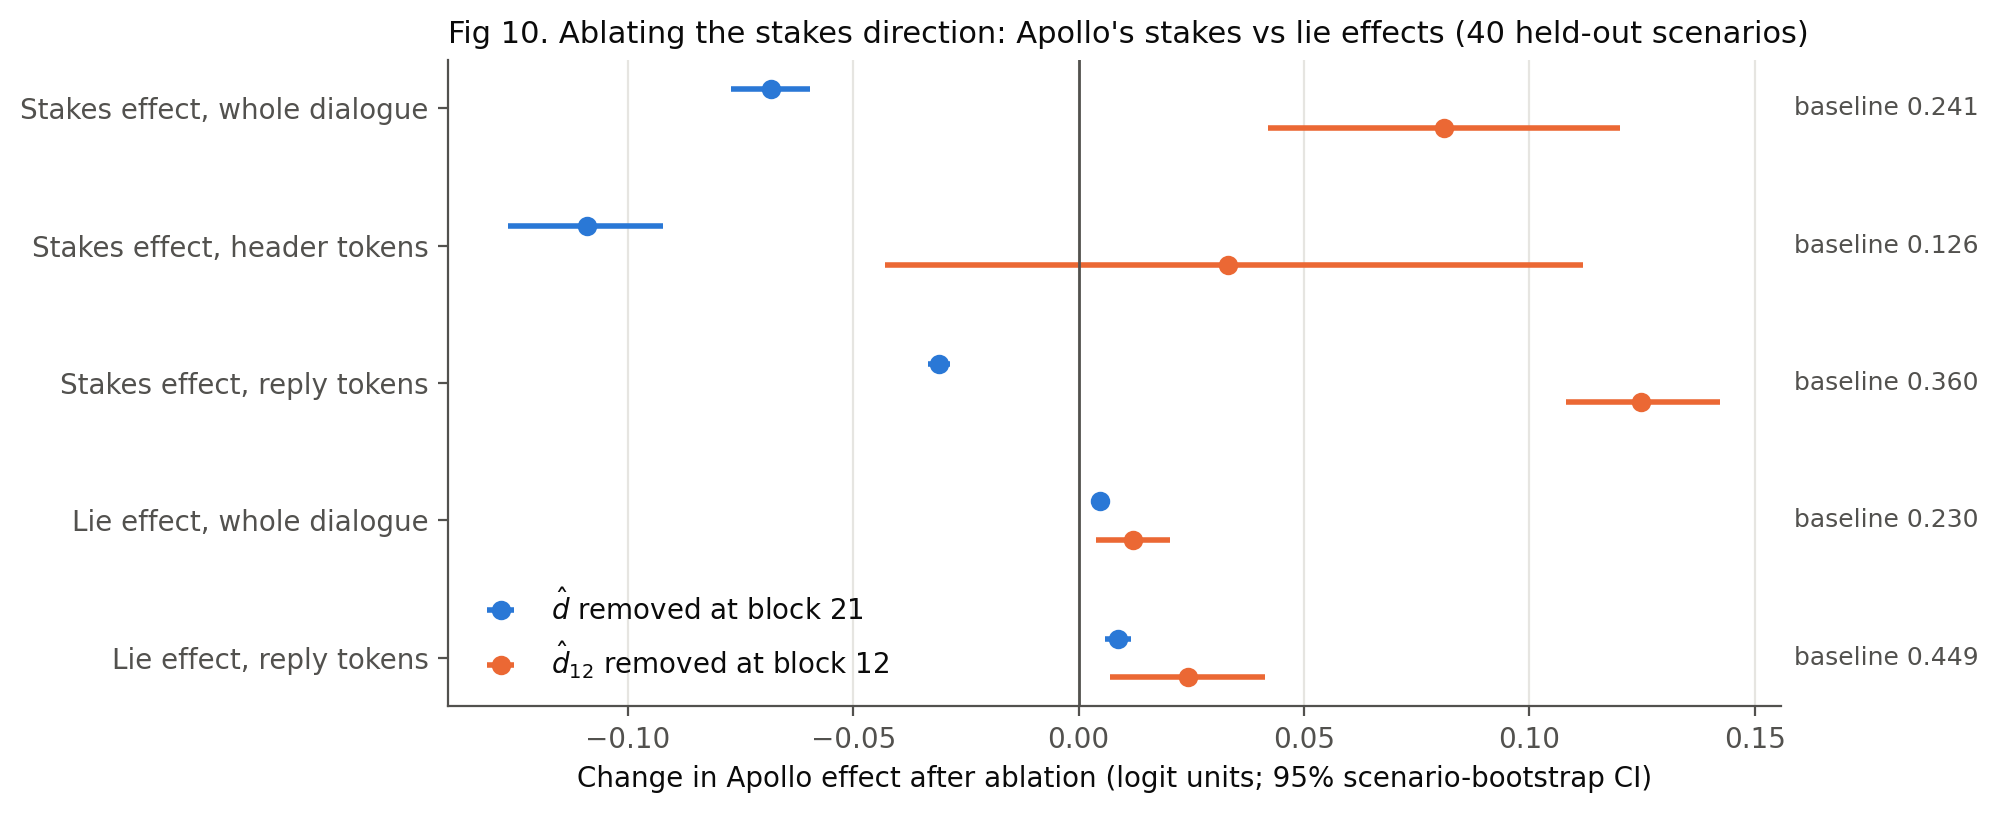 Fig 10. Ablating the stakes direction: Apollo's stakes vs lie effects (40 held-out scenarios)
Stakes effect, whole dialogue
baseline 0.241
Stakes effect, header tokens
baseline 0.126
Stakes effect, reply tokens
baseline 0.360
Lie effect, whole dialogue
baseline 0.230
Lie effect, reply tokens
baseline 0.449
d̂ removed at block 21
d̂₁₂ removed at block 12
−0.10 −0.05 0.00 0.05 0.10 0.15
Change in Apollo effect after ablation (logit units; 95% scenario-bootstrap CI)